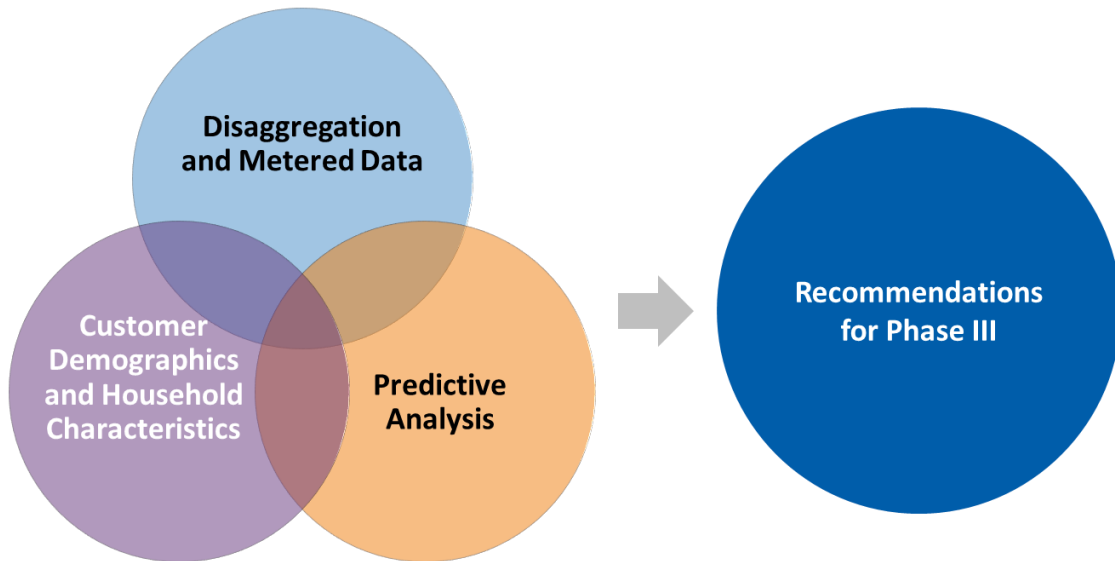 Disaggregation
and Metered Data
Customer
Demographics
and Household
Characteristics
Predictive
Analysis
Recommendations
for Phase III